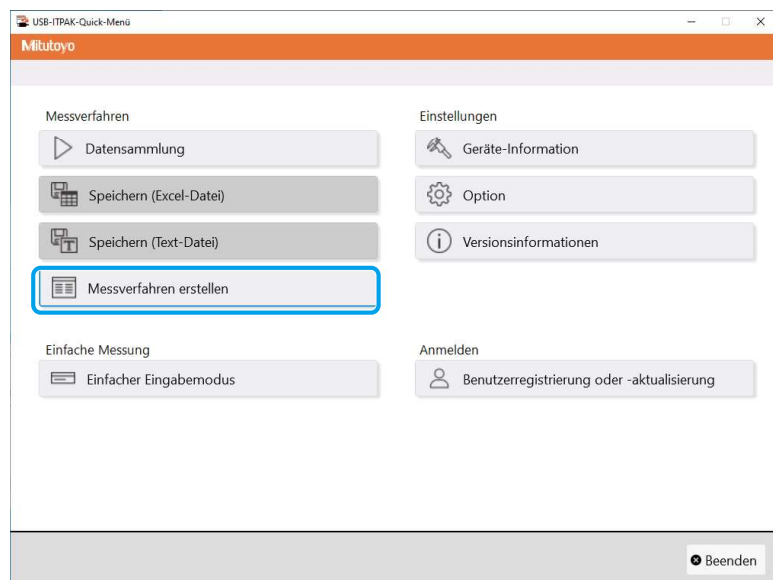 USB-ITPAK-Quick-Menü
Mitutoyo
Messverfahren
Datensammlung
Speichern (Excel-Datei)
Speichern (Text-Datei)
Messverfahren erstellen
Einfache Messung
Einfacher Eingabemodus
Einstellungen
Geräte-Information
Option
Versionsinformationen
Anmelden
Benutzerregistrierung oder -aktualisierung
Beenden